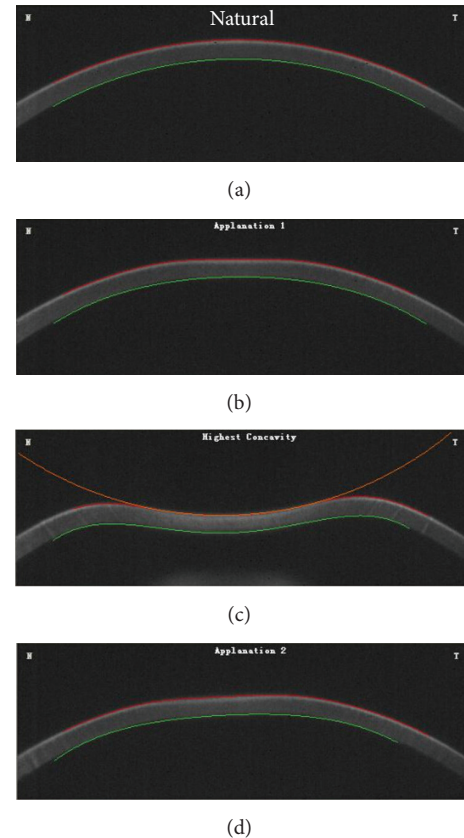 N Natural T
(a)
N Applanation 1 T
(b)
N Highest Concavity T
(c)
N Applanation 2 T
(d)